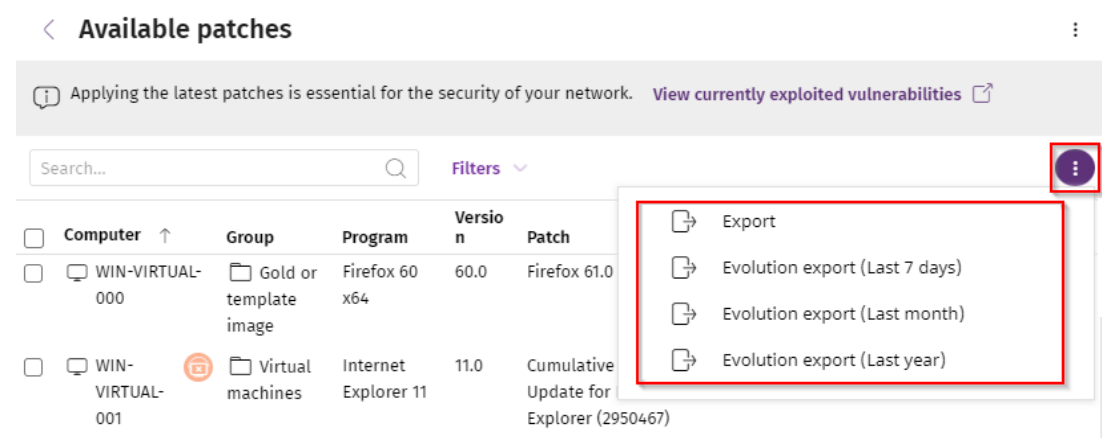 Available patches
Applying the latest patches is essential for the security of your network. View currently exploited vulnerabilities
Search...
Filters
Computer ↑ Group Program Version Patch
WIN-VIRTUAL-000
Gold or template image
Firefox 60 x64
60.0
Firefox 61.0
WIN-VIRTUAL-001
Virtual machines
Internet Explorer 11
11.0
Cumulative
Update for
Explorer (2950467)
Export
Evolution export (Last 7 days)
Evolution export (Last month)
Evolution export (Last year)